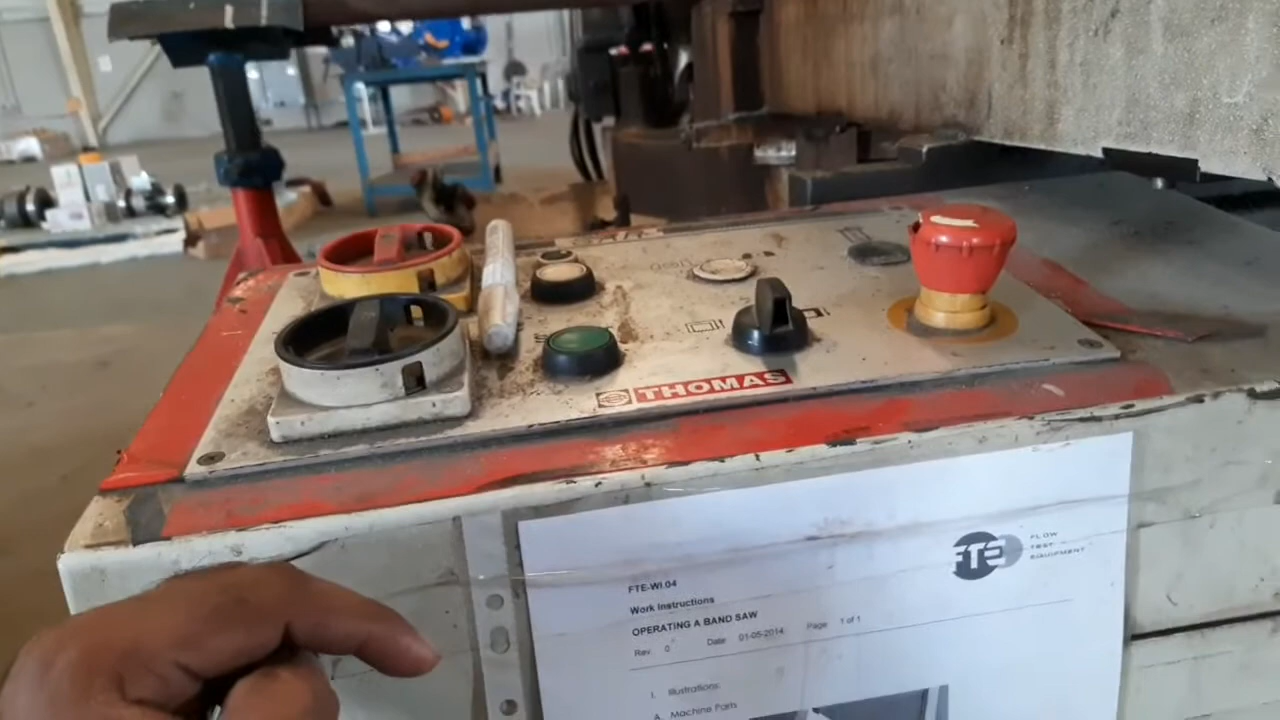 THOMAS
FTE
FLOW
TEST
EQUIPMENT
FTE-WI.04
Work Instructions
OPERATING A BAND SAW
Rev. 0 Date: 01-05-2014 Page: 1 of 1
I. Illustrations:
A. Machine Parts